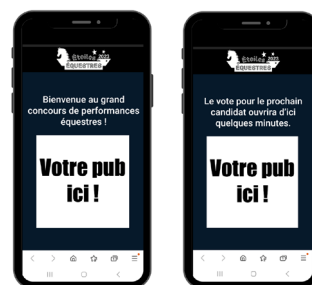 Étoiles 2023
ÉQUESTRES
Bienvenue au grand
concours de performances
équestres !
Votre pub
ici !
Étoiles 2023
ÉQUESTRES
Le vote pour le prochain
candidat ouvrira d'ici
quelques minutes.
Votre pub
ici !